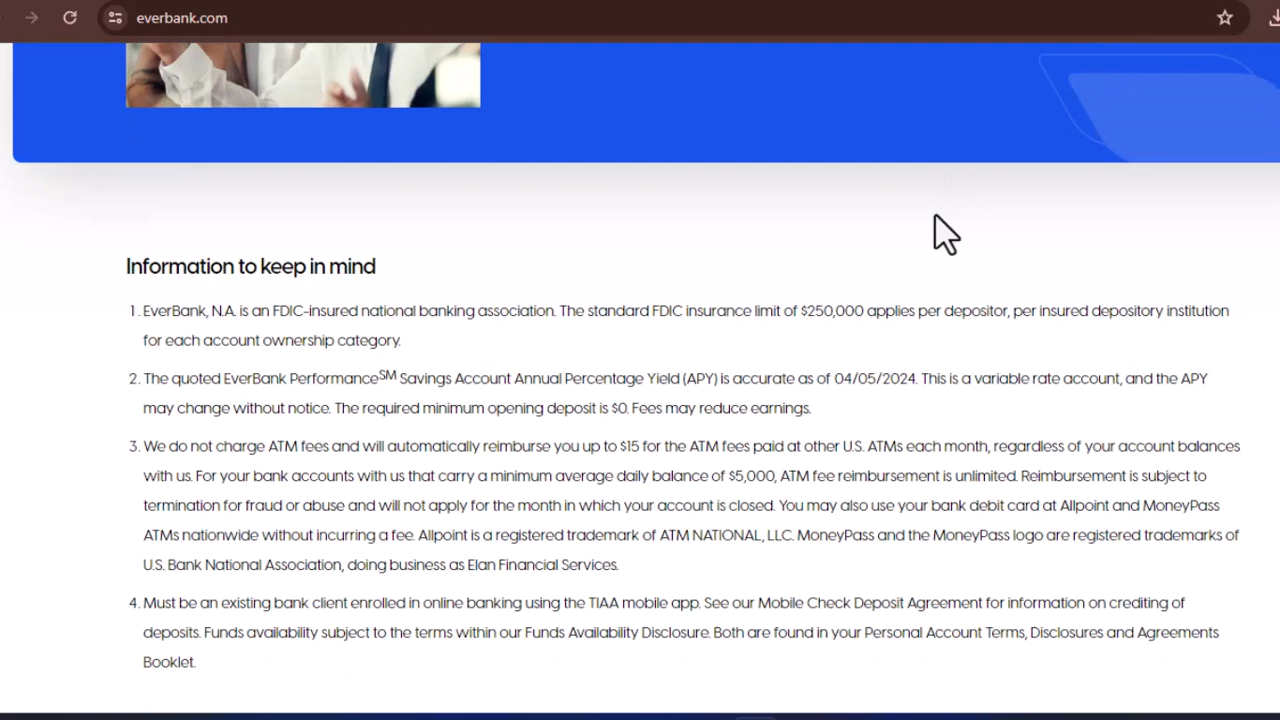 everbank.com
Information to keep in mind
1. EverBank, N.A. is an FDIC-insured national banking association. The standard FDIC insurance limit of $250,000 applies per depositor, per insured depository institution
for each account ownership category.
2. The quoted EverBank Performance℠ Savings Account Annual Percentage Yield (APY) is accurate as of 04/05/2024. This is a variable rate account, and the APY
may change without notice. The required minimum opening deposit is $0. Fees may reduce earnings.
3. We do not charge ATM fees and will automatically reimburse you up to $15 for the ATM fees paid at other U.S. ATMs each month, regardless of your account balances
with us. For your bank accounts with us that carry a minimum average daily balance of $5,000, ATM fee reimbursement is unlimited. Reimbursement is subject to
termination for fraud or abuse and will not apply for the month in which your account is closed. You may also use your bank debit card at Allpoint and MoneyPass
ATMs nationwide without incurring a fee. Allpoint is a registered trademark of ATM NATIONAL, LLC. MoneyPass and the MoneyPass logo are registered trademarks of
U.S. Bank National Association, doing business as Elan Financial Services.
4. Must be an existing bank client enrolled in online banking using the TIAA mobile app. See our Mobile Check Deposit Agreement for information on crediting of
deposits. Funds availability subject to the terms within our Funds Availability Disclosure. Both are found in your Personal Account Terms, Disclosures and Agreements
Booklet.